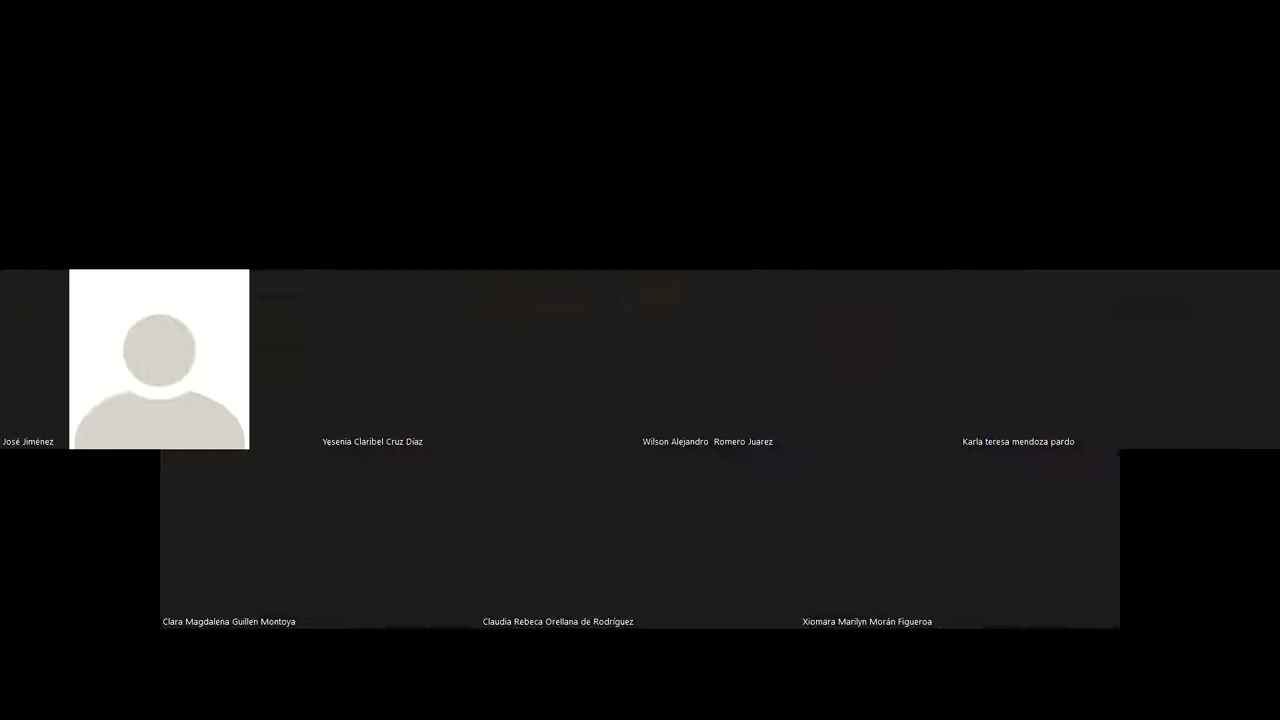 José Jiménez
Yesenia Claribel Cruz Díaz
Wilson Alejandro  Romero Juarez
Karla teresa mendoza pardo
Clara Magdalena Guillen Montoya
Claudia Rebeca Orellana de Rodríguez
Xiomara Marilyn Morán Figueroa